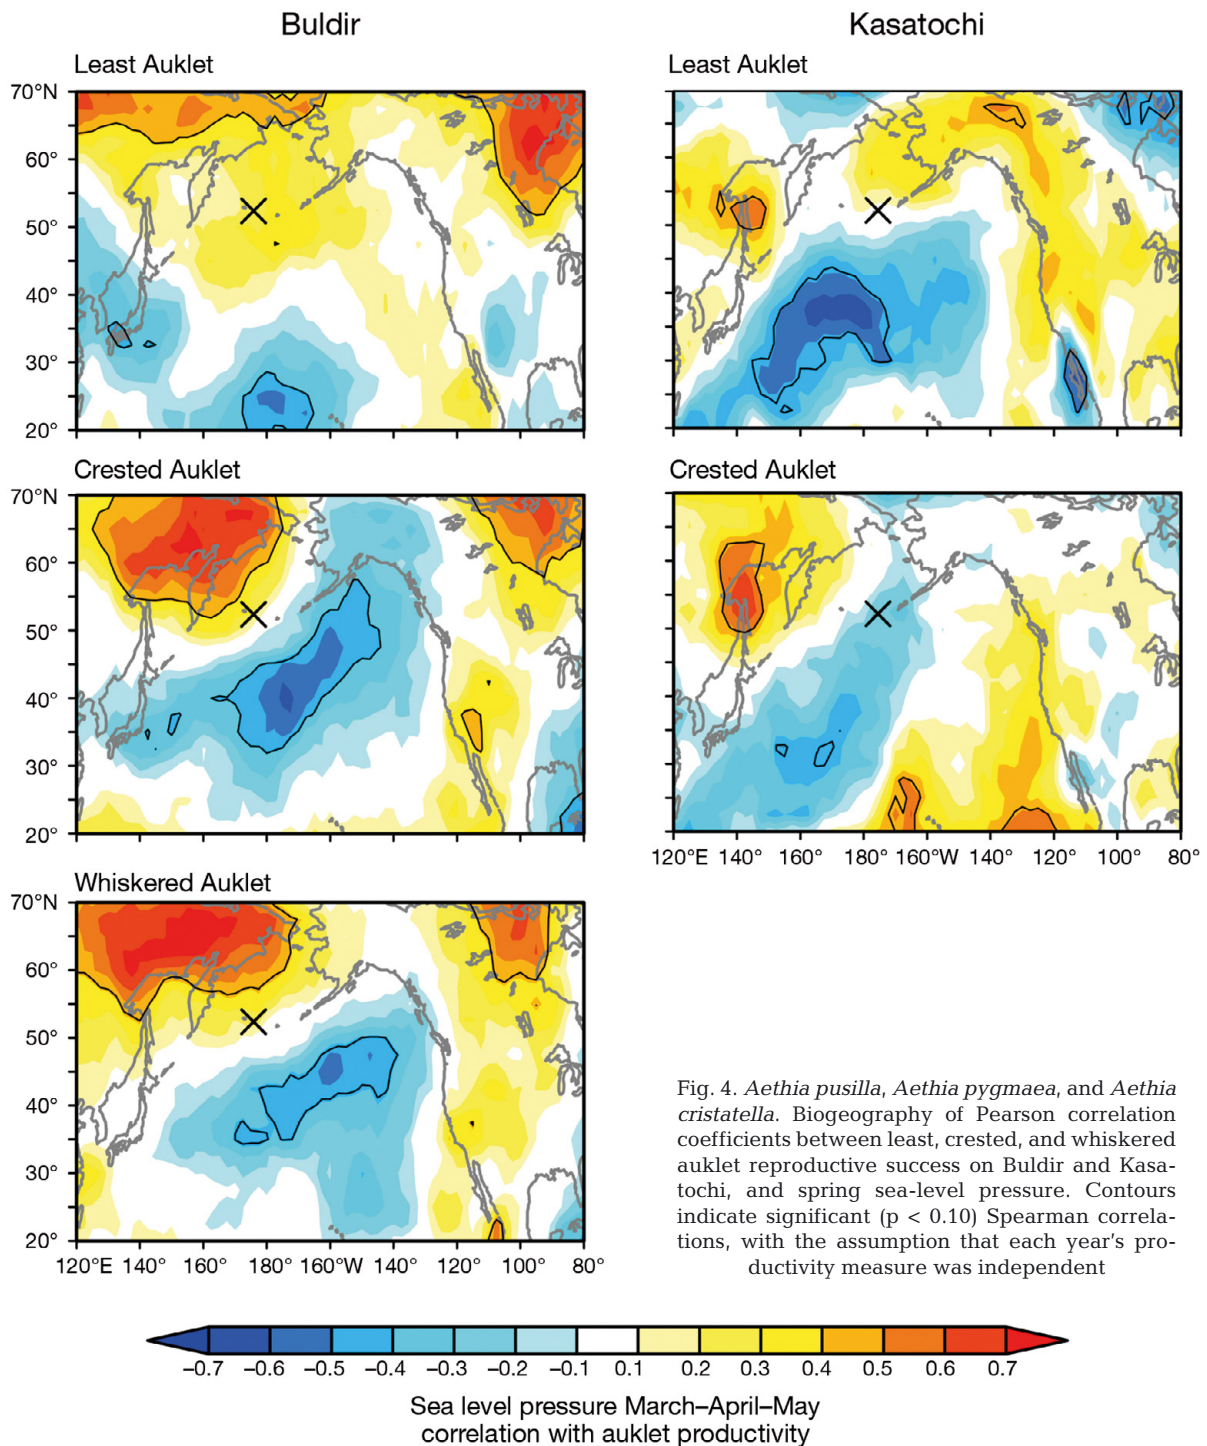 Buldir
Kasatochi
Least Auklet
Least Auklet
70°N
60°
50°
40°
30°
20°
Crested Auklet
Crested Auklet
70°N
60°
50°
40°
30°
20°
120°E 140° 160° 180° 160°W 120° 100° 80°
Whiskered Auklet
70°N
60°
50°
40°
30°
20°
120°E 140° 160° 180° 160°W 120° 100° 80°
Fig. 4. Aethia pusilla, Aethia pygmaea, and Aethia
cristatella. Biogeography of Pearson correlation
coefficients between least, crested, and whiskered
auklet reproductive success on Buldir and Kasa-
tochi, and spring sea-level pressure. Contours
indicate significant (p < 0.10) Spearman correla-
tions, with the assumption that each year's pro-
ductivity measure was independent
−0.7 −0.6 −0.5 −0.4 −0.3 −0.2 −0.1 0.1 0.2 0.3 0.4 0.5 0.6 0.7
Sea level pressure March–April–May
correlation with auklet productivity